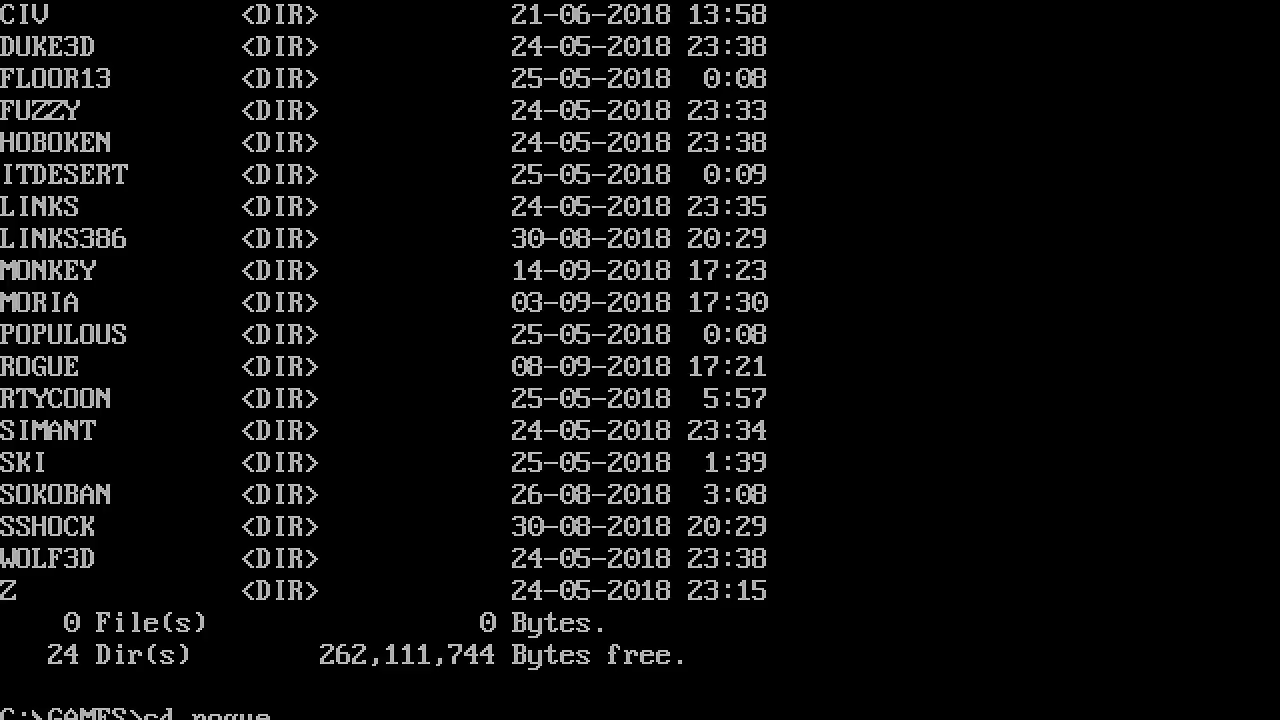 CIV <DIR> 21-06-2018 13:58
DUKE3D <DIR> 24-05-2018 23:38
FLOOR13 <DIR> 25-05-2018 0:08
FUZZY <DIR> 24-05-2018 23:33
HOBOKEN <DIR> 24-05-2018 23:38
ITDESERT <DIR> 25-05-2018 0:09
LINKS <DIR> 24-05-2018 23:35
LINKS386 <DIR> 30-08-2018 20:29
MONKEY <DIR> 14-09-2018 17:23
MORIA <DIR> 03-09-2018 17:30
POPULOUS <DIR> 25-05-2018 0:08
ROGUE <DIR> 08-09-2018 17:21
RTYCOON <DIR> 25-05-2018 5:57
SIMANT <DIR> 24-05-2018 23:34
SKI <DIR> 25-05-2018 1:39
SOKOBAN <DIR> 26-08-2018 3:08
SSHOCK <DIR> 30-08-2018 20:29
WOLF3D <DIR> 24-05-2018 23:38
Z <DIR> 24-05-2018 23:15
0 File(s) 0 Bytes.
24 Dir(s) 262,111,744 Bytes free.
C:\GAMES>cd rogue